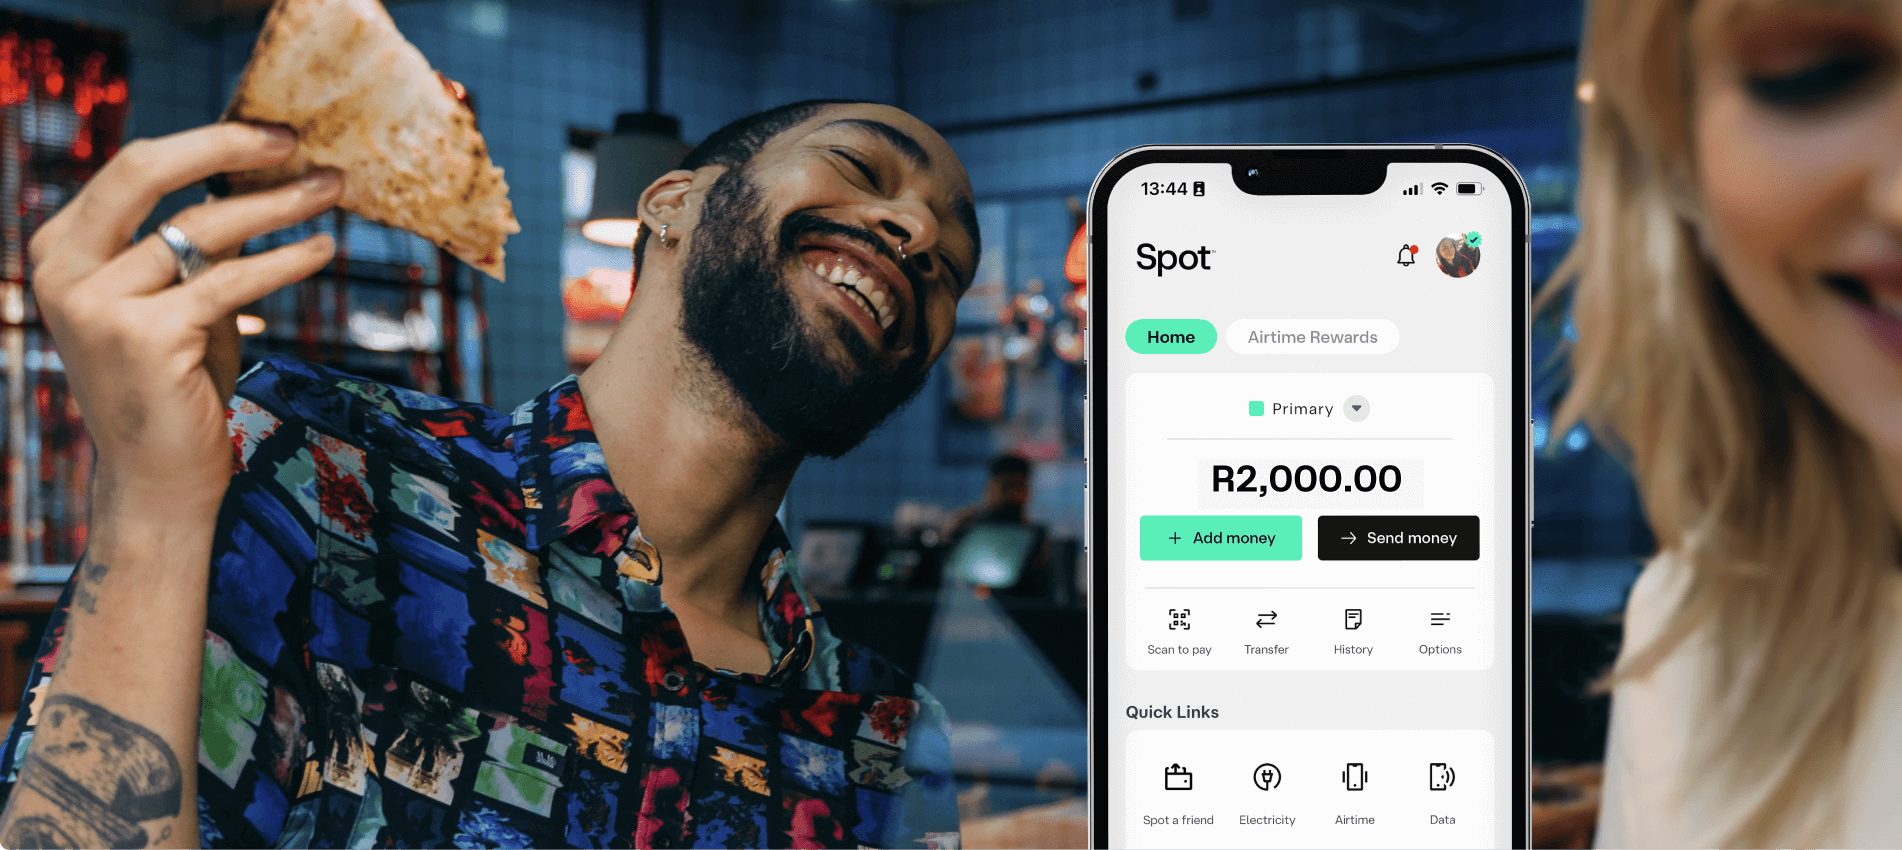 13:44
Spot
Home
Airtime Rewards
Primary
R2,000.00
+ Add money
→ Send money
Scan to pay
Transfer
History
Options
Quick Links
Spot a friend
Electricity
Airtime
Data